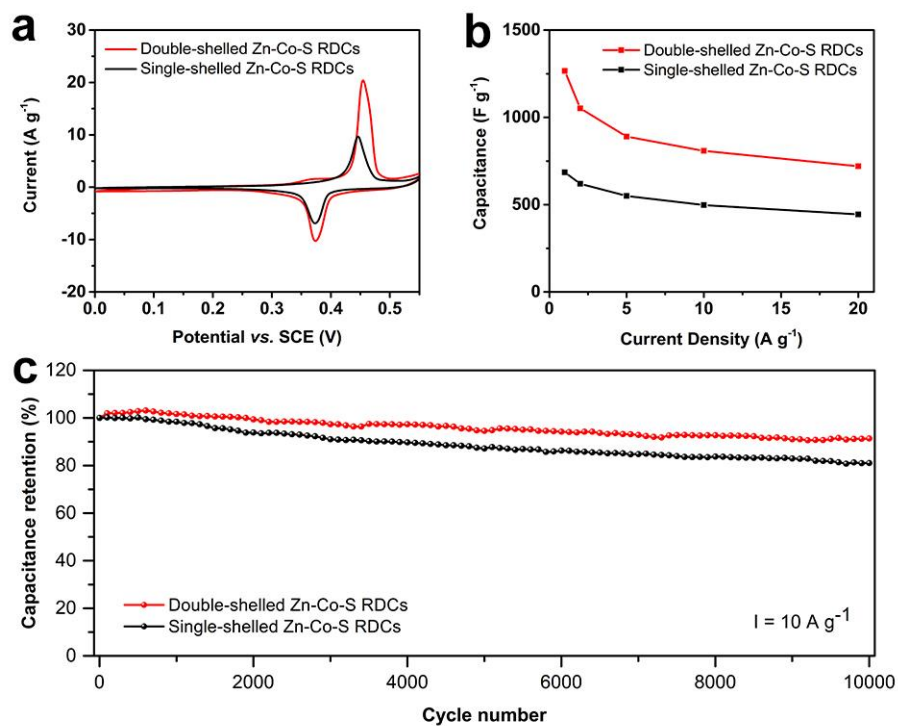 a
30
20
10
0
-10
-20
Current (A g⁻¹)
Double-shelled Zn-Co-S RDCs
Single-shelled Zn-Co-S RDCs
0.0 0.1 0.2 0.3 0.4 0.5
Potential vs. SCE (V)
b
1500
1000
500
0
Capacitance (F g⁻¹)
Double-shelled Zn-Co-S RDCs
Single-shelled Zn-Co-S RDCs
0 5 10 15 20
Current Density (A g⁻¹)
c
120
100
80
60
40
20
0
Capacitance retention (%)
Double-shelled Zn-Co-S RDCs
Single-shelled Zn-Co-S RDCs
I = 10 A g⁻¹
0 2000 4000 6000 8000 10000
Cycle number